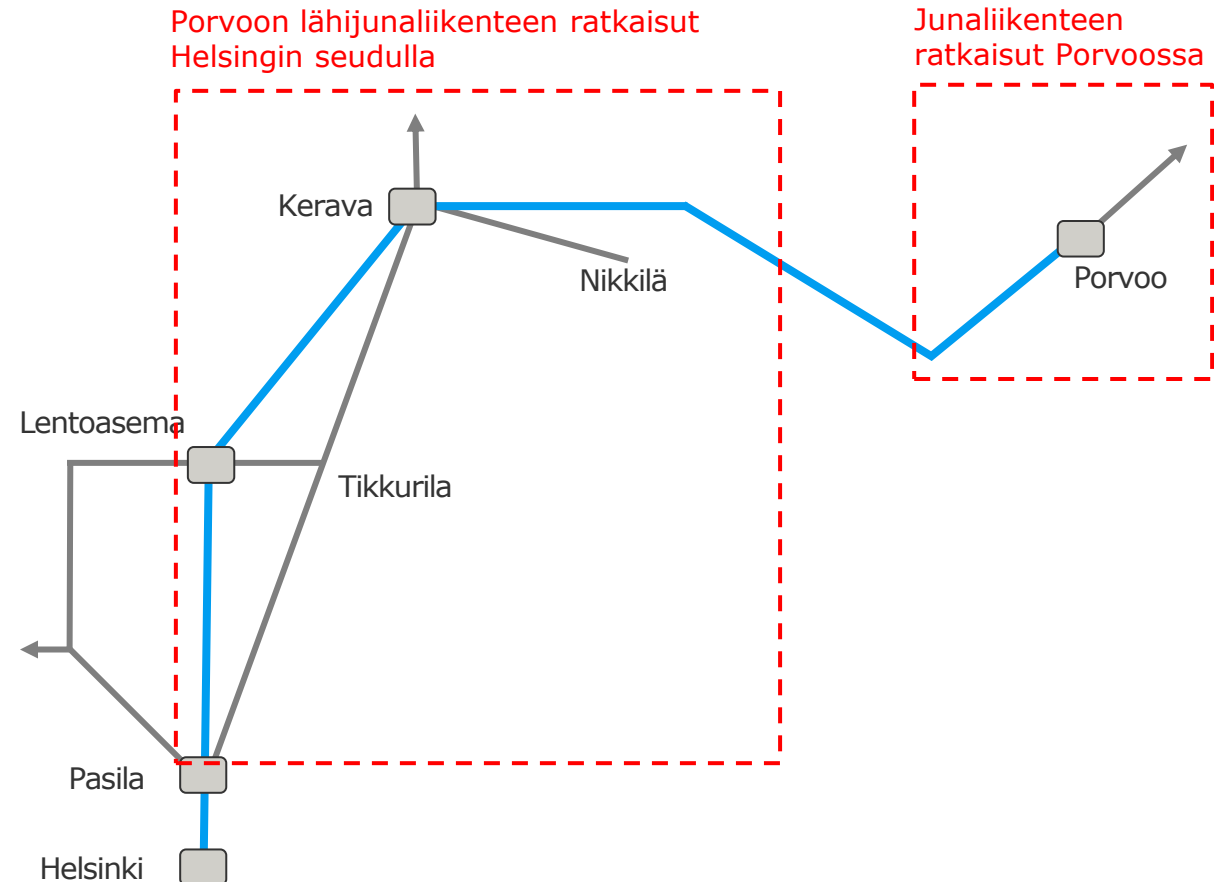 Porvoon lähijunaliikenteen ratkaisut
Helsingin seudulla
Junaliikenteen
ratkaisut Porvoossa
Kerava
Nikkilä
Porvoo
Lentoasema
Tikkurila
Pasila
Helsinki